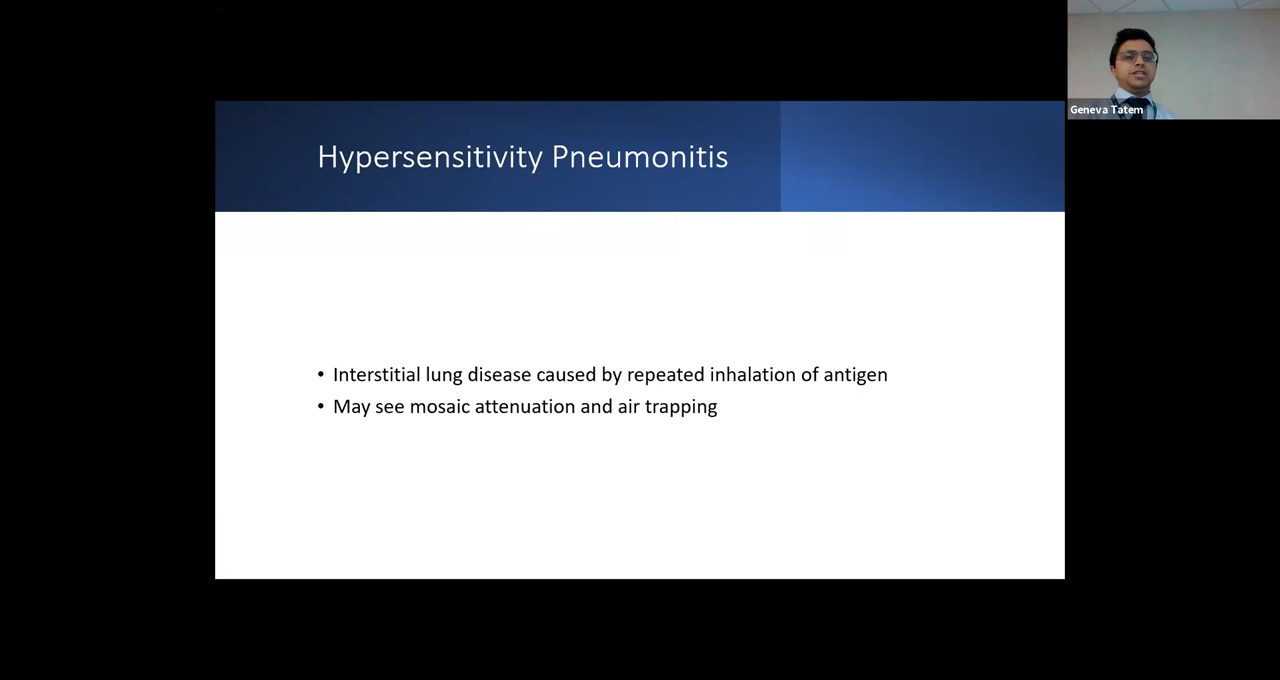 Hypersensitivity Pneumonitis
• Interstitial lung disease caused by repeated inhalation of antigen
• May see mosaic attenuation and air trapping
Geneva Tatem